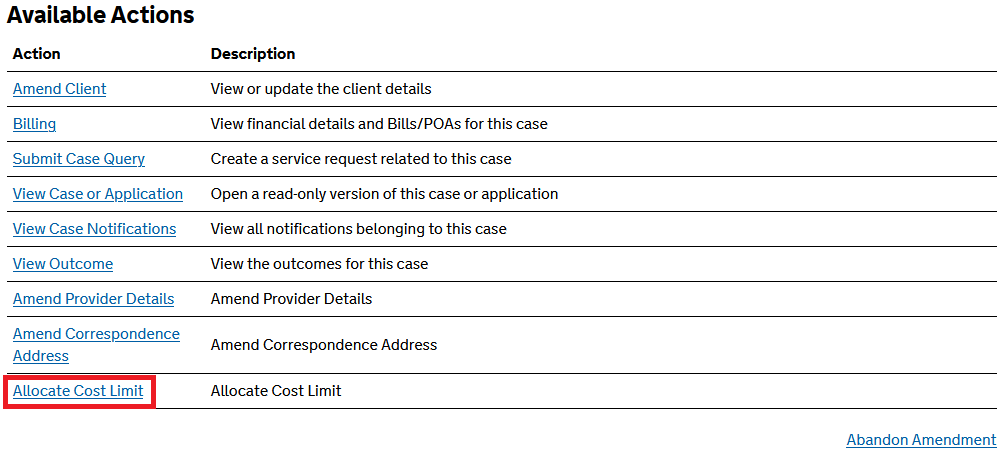 Available Actions
Action Description
Amend Client View or update the client details
Billing View financial details and Bills/POAs for this case
Submit Case Query Create a service request related to this case
View Case or Application Open a read-only version of this case or application
View Case Notifications View all notifications belonging to this case
View Outcome View the outcomes for this case
Amend Provider Details Amend Provider Details
Amend Correspondence
Address Amend Correspondence Address
Allocate Cost Limit Allocate Cost Limit
Abandon Amendment